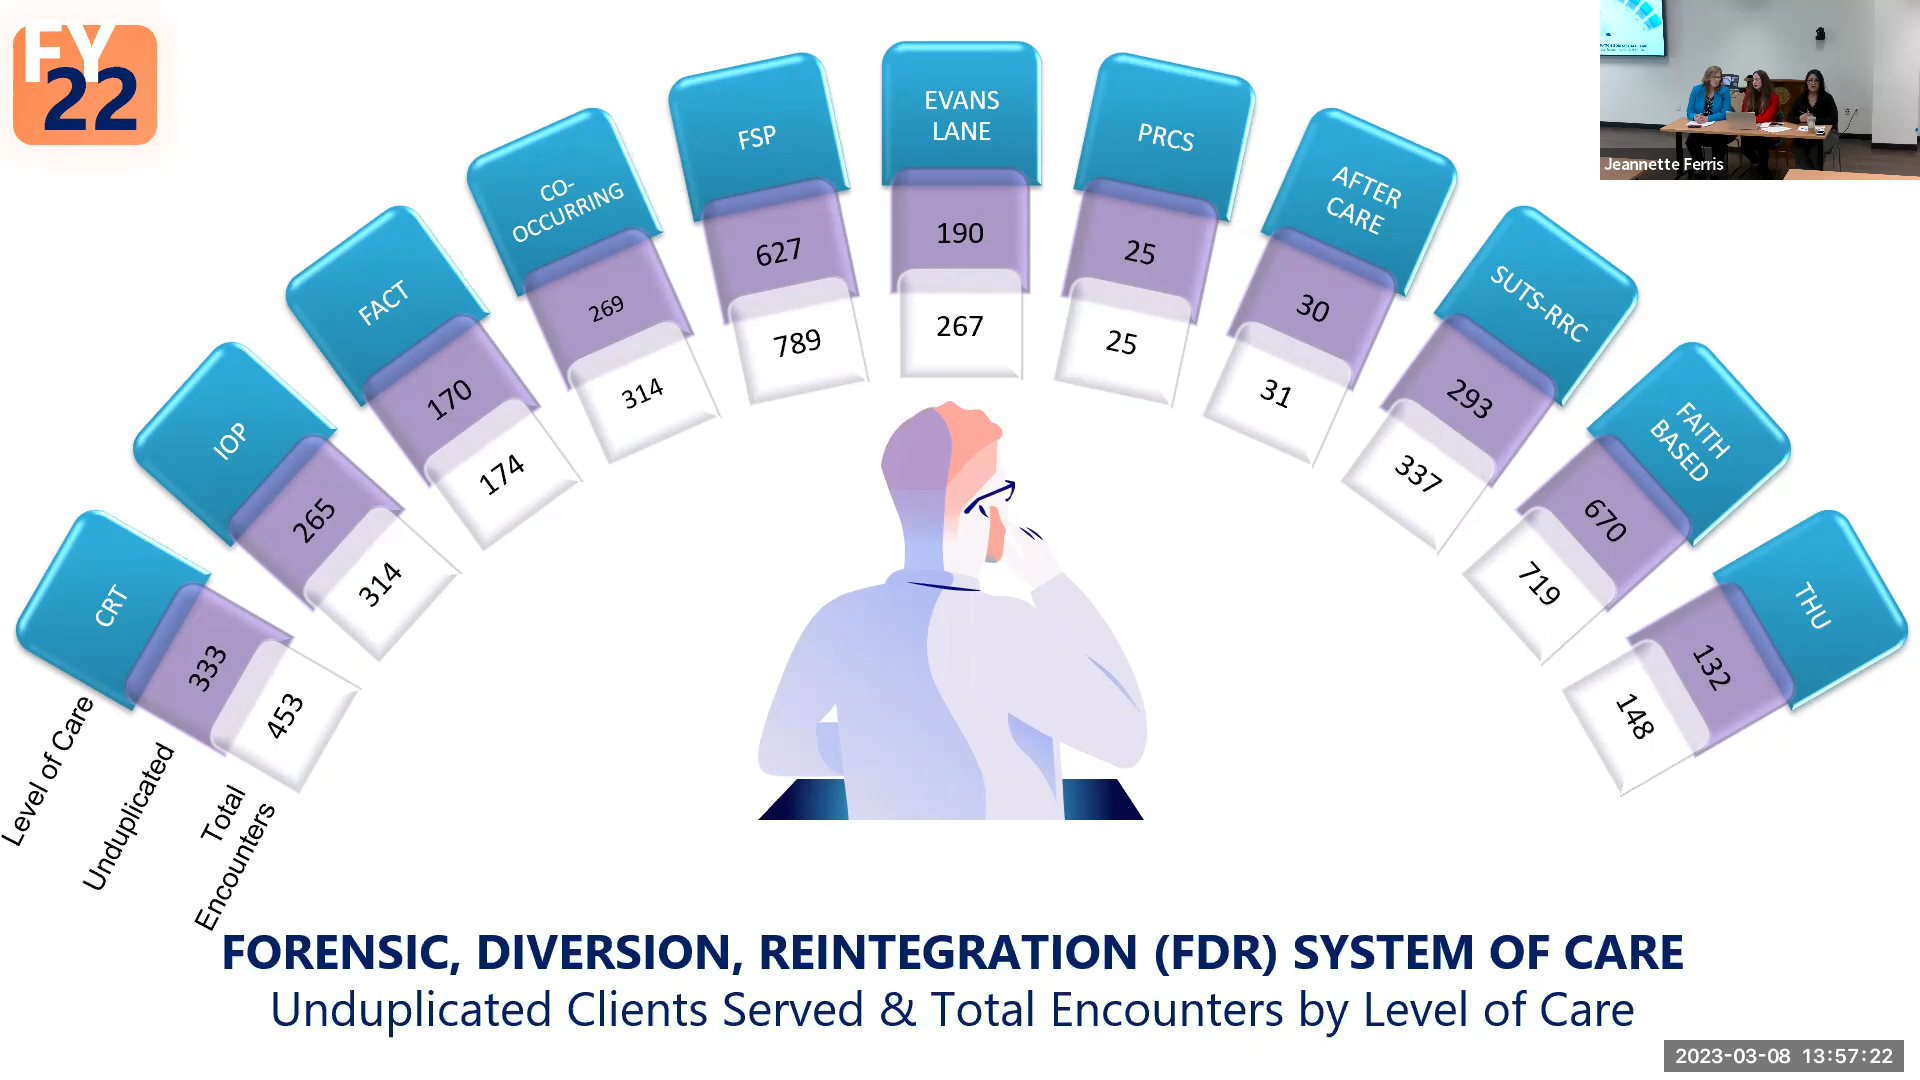 FY
22
CRT
333
453
IOP
265
314
FACT
170
174
CO-
OCCURRING
269
314
FSP
627
789
EVANS
LANE
190
267
PRCS
25
25
AFTER
CARE
30
31
SUTS-RRC
293
337
FAITH
BASED
670
719
THU
132
148
Level of Care
Unduplicated
Total
Encounters
Jeannette Ferris
FORENSIC, DIVERSION, REINTEGRATION (FDR) SYSTEM OF CARE
Unduplicated Clients Served & Total Encounters by Level of Care
2023-03-08 13:57:22